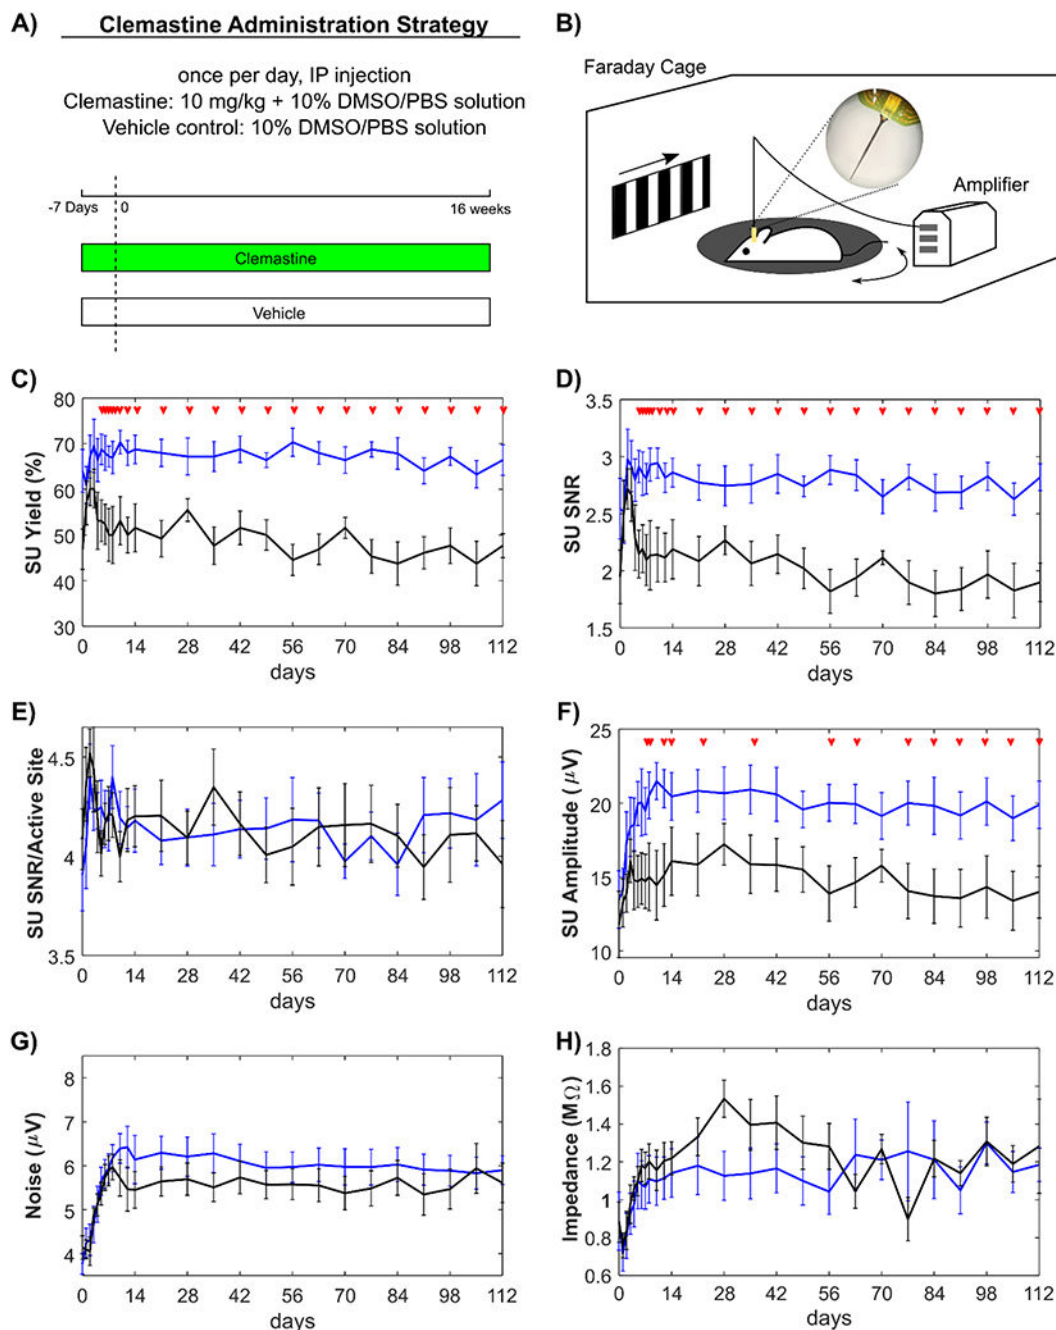 A)
Clemastine Administration Strategy
once per day, IP injection
Clemastine: 10 mg/kg + 10% DMSO/PBS solution
Vehicle control: 10% DMSO/PBS solution
-7 Days
0
16 weeks
Clemastine
Vehicle
B)
Faraday Cage
Amplifier
C)
SU Yield (%)
80
70
60
50
40
30
0 14 28 42 56 70 84 98 112
days
D)
SU SNR
3.5
3
2.5
2
1.5
0 14 28 42 56 70 84 98 112
days
E)
SU SNR/Active Site
4.5
4
3.5
0 14 28 42 56 70 84 98 112
days
F)
SU Amplitude (μV)
25
20
15
10
0 14 28 42 56 70 84 98 112
days
G)
Noise (μV)
8
7
6
5
4
0 14 28 42 56 70 84 98 112
days
H)
Impedance (MΩ)
1.8
1.6
1.4
1.2
1
0.8
0.6
0 14 28 42 56 70 84 98 112
days